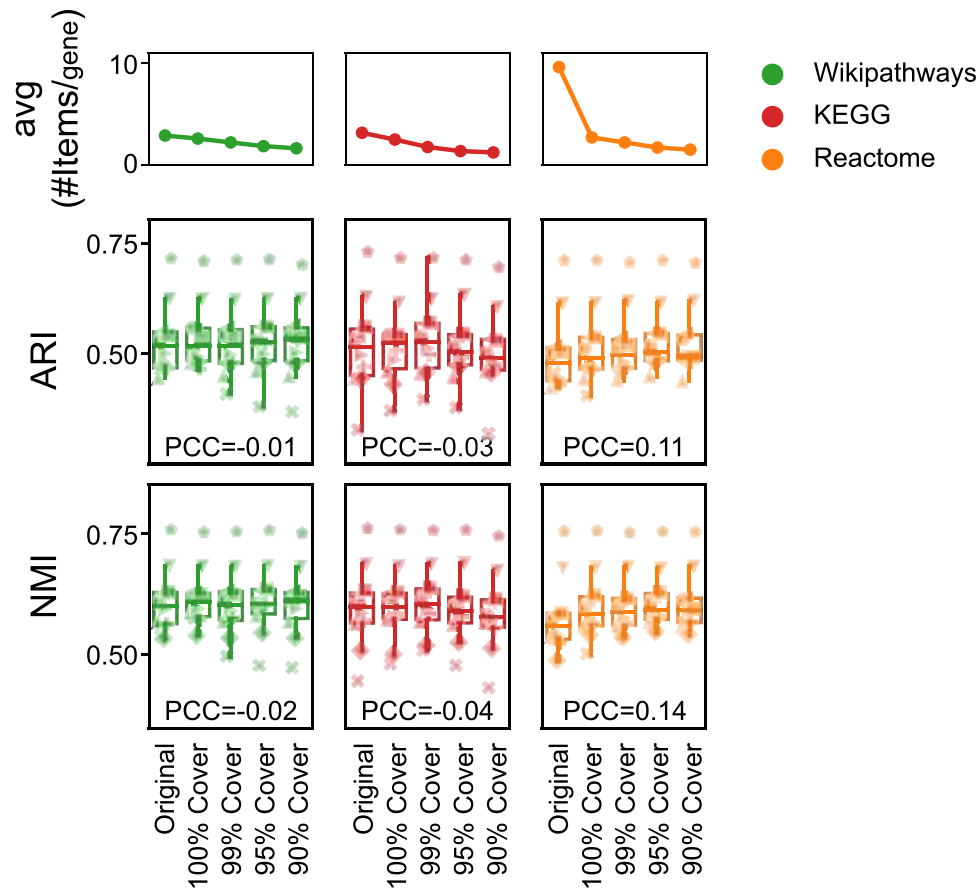 avg
(#Items/gene)
10
0
Wikipathways
KEGG
Reactome
ARI
0.75
0.50
PCC=-0.01
PCC=-0.03
PCC=0.11
NMI
0.75
0.50
PCC=-0.02
PCC=-0.04
PCC=0.14
Original
100% Cover
99% Cover
95% Cover
90% Cover
Original
100% Cover
99% Cover
95% Cover
90% Cover
Original
100% Cover
99% Cover
95% Cover
90% Cover